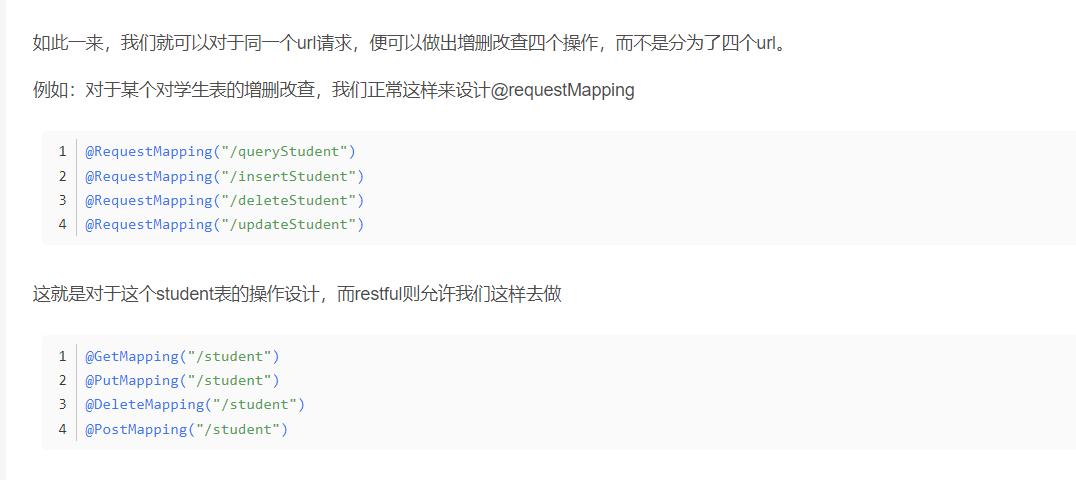 如此一来，我们就可以对于同一个url请求，便可以做出增删改查四个操作，而不是分为了四个url。
例如：对于某个对学生表的增删改查，我们正常这样来设计@requestMapping
1 @RequestMapping("/queryStudent")
2 @RequestMapping("/insertStudent")
3 @RequestMapping("/deleteStudent")
4 @RequestMapping("/updateStudent")
这就是对于这个student表的操作设计，而restful则允许我们这样去做
1 @GetMapping("/student")
2 @PutMapping("/student")
3 @DeleteMapping("/student")
4 @PostMapping("/student")